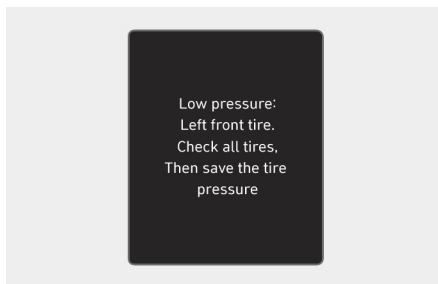 Low pressure:
Left front tire.
Check all tires,
Then save the tire
pressure